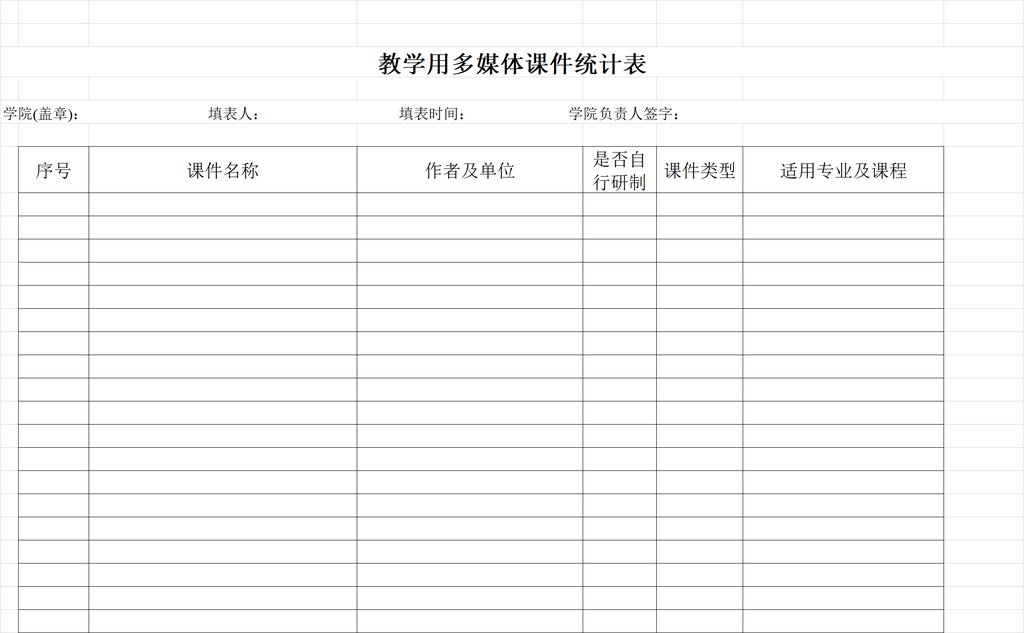 教学用多媒体课件统计表
学院(盖章): 填表人: 填表时间: 学院负责人签字:
序号 课件名称 作者及单位 是否自行研制 课件类型 适用专业及课程